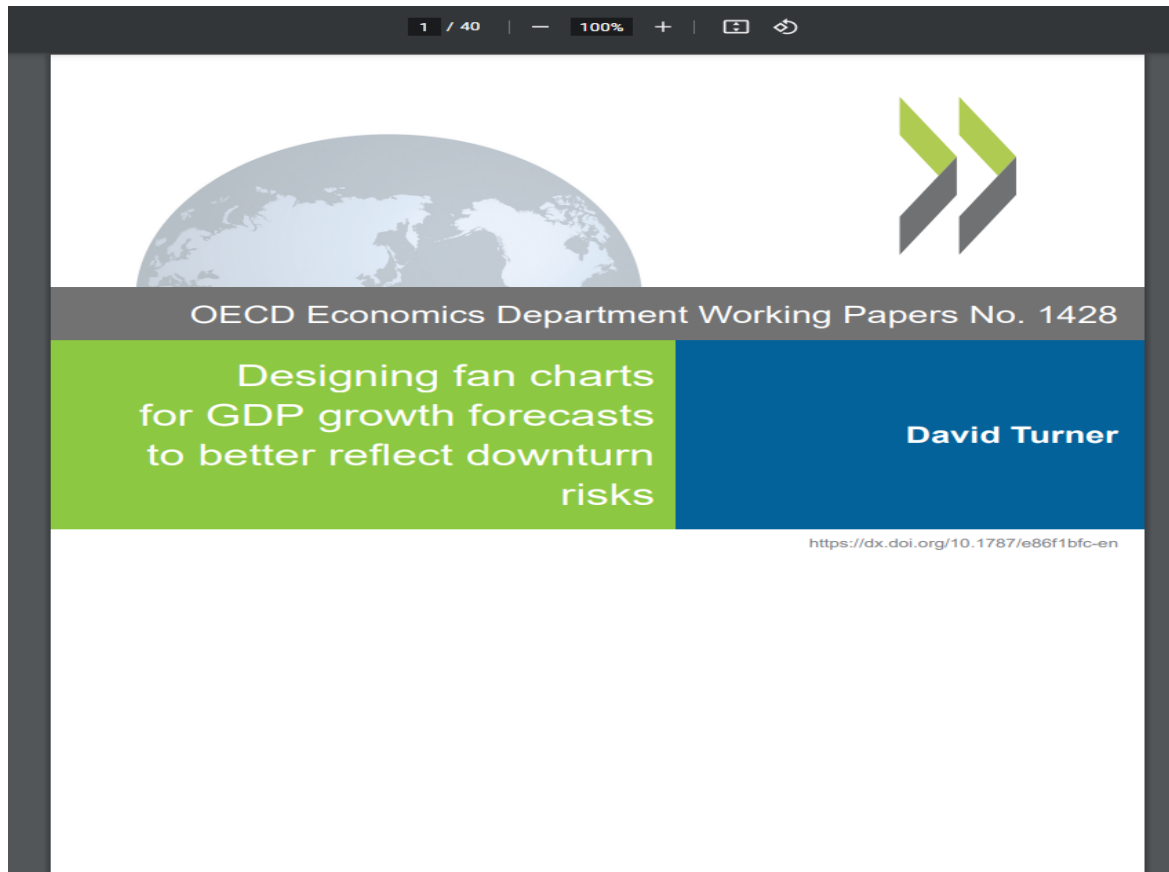 1 / 40 | — 100% + |
OECD Economics Department Working Papers No. 1428
Designing fan charts
for GDP growth forecasts
to better reflect downturn
risks
David Turner
https://dx.doi.org/10.1787/e86f1bfc-en